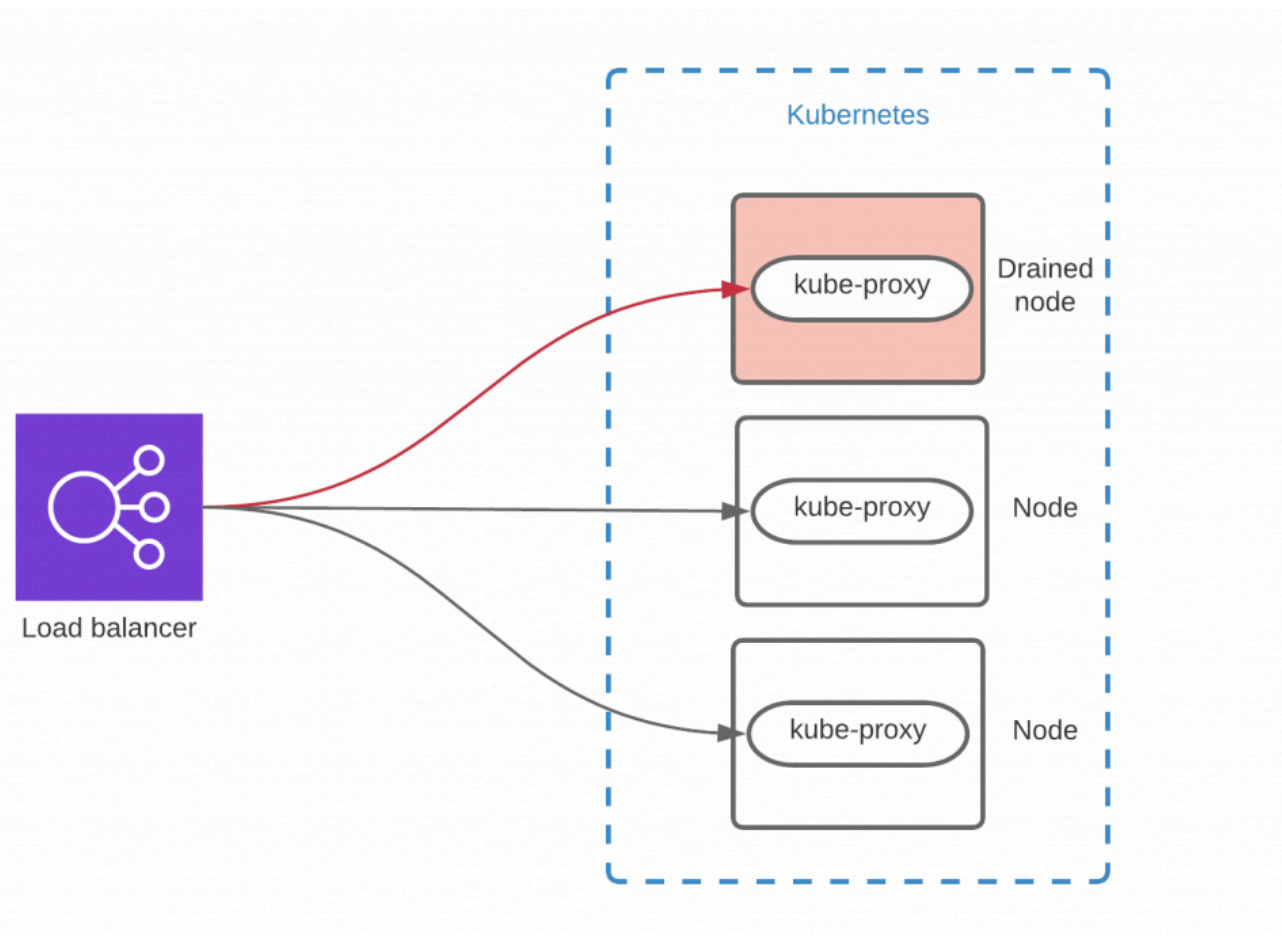 Kubernetes
kube-proxy
Drained
node
kube-proxy
Node
Load balancer
kube-proxy
Node